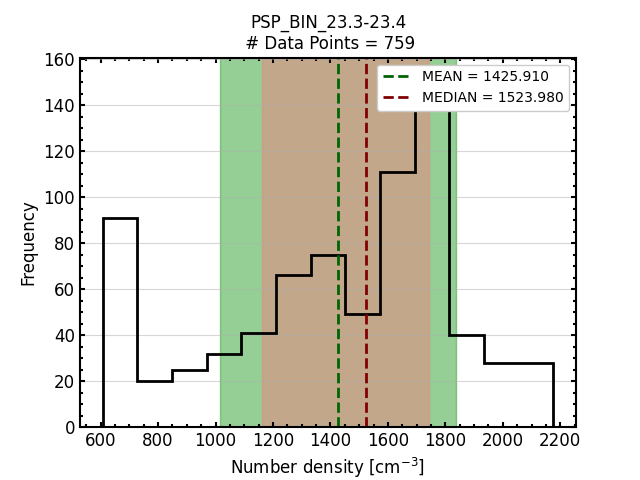 PSP_BIN_23.3-23.4
# Data Points = 759
MEAN = 1425.910
MEDIAN = 1523.980
160
140
120
100
80
60
40
20
0
Frequency
600 800 1000 1200 1400 1600 1800 2000 2200
Number density [cm⁻³]